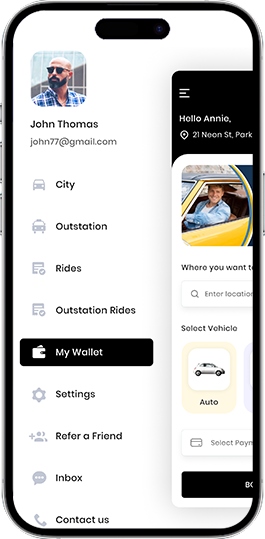 John Thomas
john77@gmail.com
City
Outstation
Rides
Outstation Rides
My Wallet
Settings
Refer a Friend
Inbox
Contact us
Hello Annie,
21 Neon St, Park
Where you want to
Enter location
Select Vehicle
Auto
Select Paym
BO